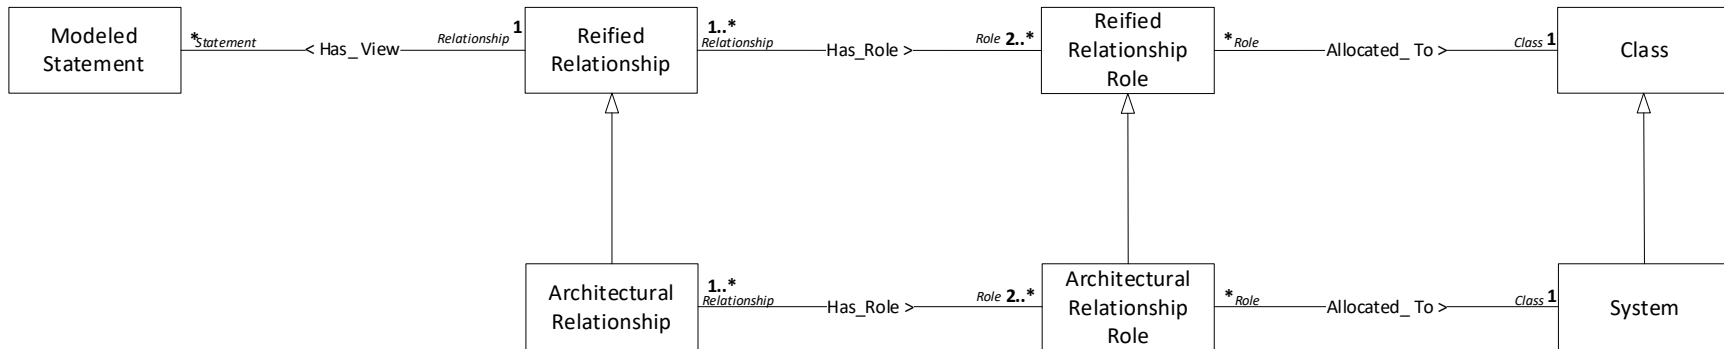 Modeled
Statement
*Statement
< Has_View
Relationship 1
Reified
Relationship
1..*
Relationship
Has_Role >
Role 2..*
Reified
Relationship
Role
*Role
Allocated_ To >
Class 1
Class
Architectural
Relationship
1..*
Relationship
Has_Role >
Role 2..*
Architectural
Relationship
Role
*Role
Allocated_ To >
Class 1
System